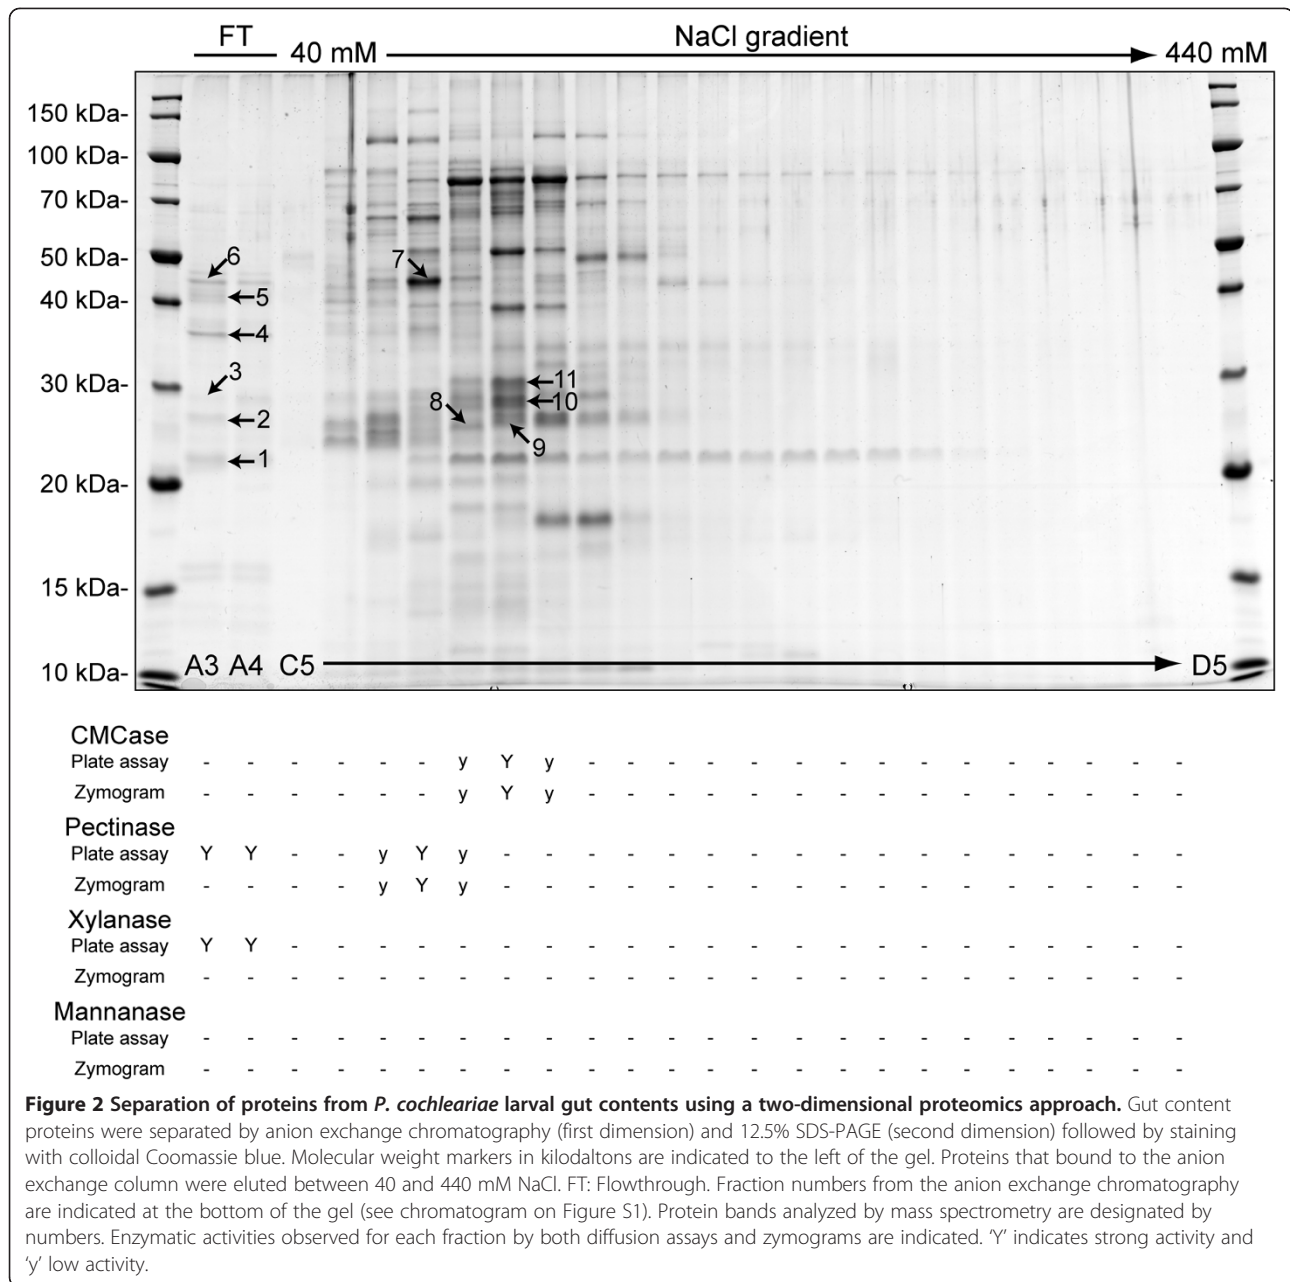 FT
40 mM
NaCl gradient
440 mM
150 kDa-
100 kDa-
70 kDa-
50 kDa-
40 kDa-
30 kDa-
20 kDa-
15 kDa-
10 kDa-
6
5
4
3
2
1
7
8
11
10
9
A3 A4 C5
D5
CMCase
Plate assay - - - - - - y Y y - - - - - - - - - - - - - - -
Zymogram - - - - - - y Y y - - - - - - - - - - - - - - -
Pectinase
Plate assay Y Y - - y Y y - - - - - - - - - - - - - - - - -
Zymogram - - - - y Y y - - - - - - - - - - - - - - - - -
Xylanase
Plate assay Y Y - - - - - - - - - - - - - - - - - - - - - -
Zymogram - - - - - - - - - - - - - - - - - - - - - - - -
Mannanase
Plate assay - - - - - - - - - - - - - - - - - - - - - - - -
Zymogram - - - - - - - - - - - - - - - - - - - - - - - -
Figure 2 Separation of proteins from P. cochleariae larval gut contents using a two-dimensional proteomics approach. Gut content
proteins were separated by anion exchange chromatography (first dimension) and 12.5% SDS-PAGE (second dimension) followed by staining
with colloidal Coomassie blue. Molecular weight markers in kilodaltons are indicated to the left of the gel. Proteins that bound to the anion
exchange column were eluted between 40 and 440 mM NaCl. FT: Flowthrough. Fraction numbers from the anion exchange chromatography
are indicated at the bottom of the gel (see chromatogram on Figure S1). Protein bands analyzed by mass spectrometry are designated by
numbers. Enzymatic activities observed for each fraction by both diffusion assays and zymograms are indicated. 'Y' indicates strong activity and
'y' low activity.